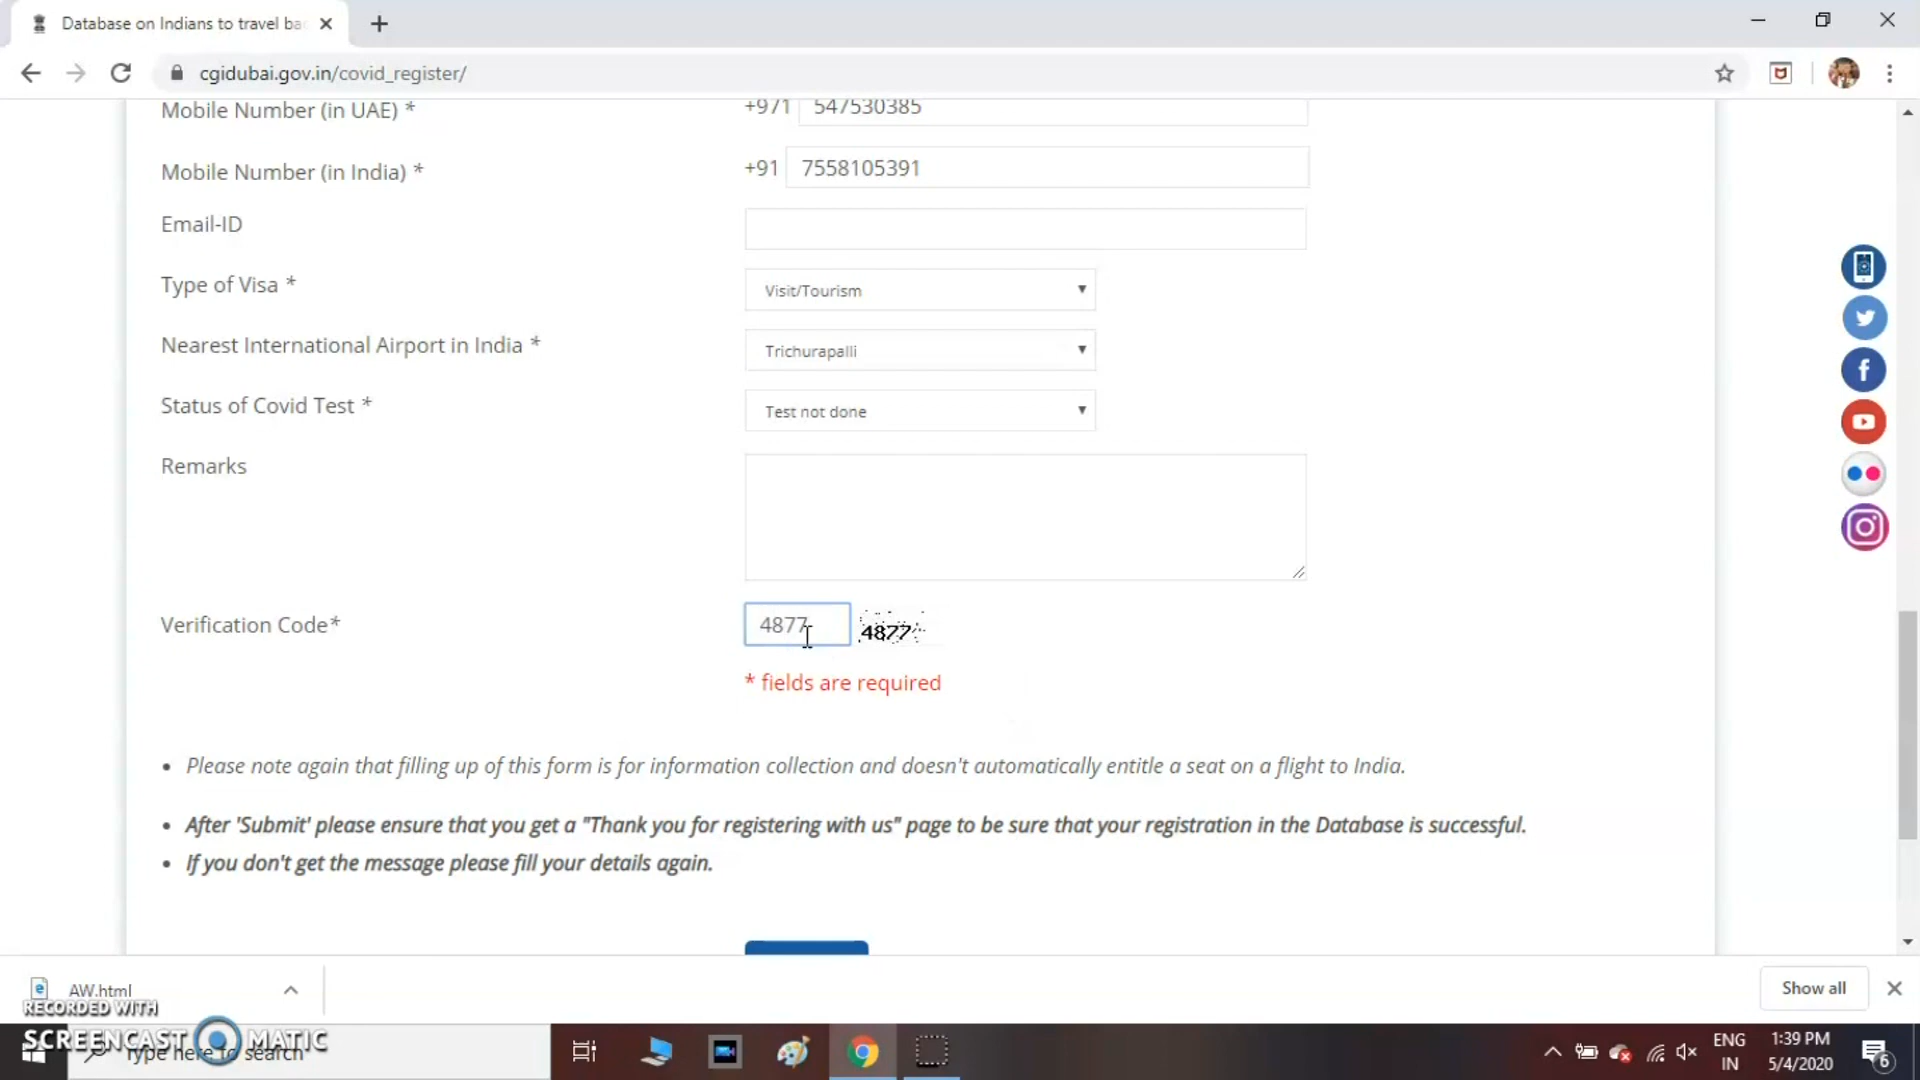 Database on Indians to travel ba
cgidubai.gov.in/covid_register/
Mobile Number (in UAE) * +971 547530385
Mobile Number (in India) * +91 7558105391
Email-ID
Type of Visa * Visit/Tourism
Nearest International Airport in India * Trichurapalli
Status of Covid Test * Test not done
Remarks
Verification Code* 4877 4877
* fields are required
• Please note again that filling up of this form is for information collection and doesn't automatically entitle a seat on a flight to India.
• After 'Submit' please ensure that you get a "Thank you for registering with us" page to be sure that your registration in the Database is successful.
• If you don't get the message please fill your details again.
AW.html
Show all
RECORDED WITH
SCREENCAST MATIC
Type here to search
ENG
IN
1:39 PM
5/4/2020
6